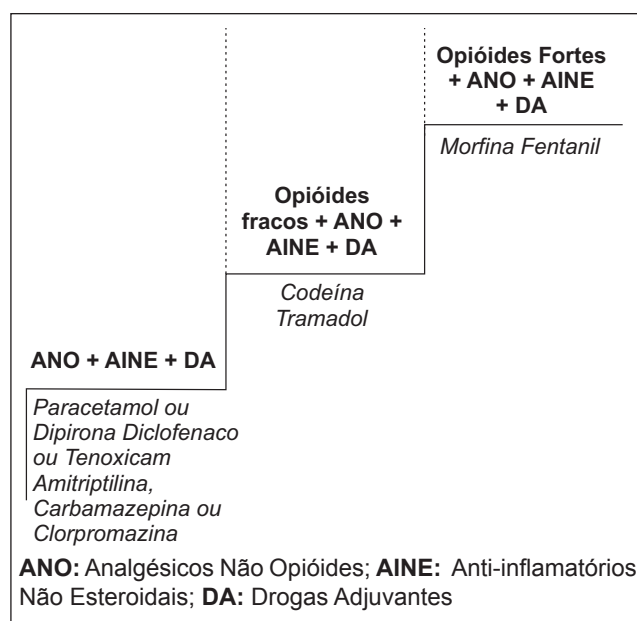 Opióides Fortes
+ ANO + AINE
+ DA
Morfina Fentanil
Opióides
fracos + ANO +
AINE + DA
Codeína
Tramadol
ANO + AINE + DA
Paracetamol ou
Dipirona Diclofenaco
ou Tenoxicam
Amitriptilina,
Carbamazepina ou
Clorpromazina
ANO: Analgésicos Não Opióides; AINE: Anti-inflamatórios
Não Esteroidais; DA: Drogas Adjuvantes